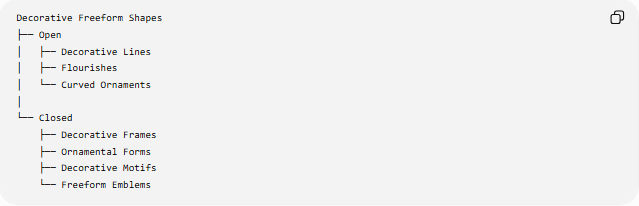 Decorative Freeform Shapes
├── Open
│   ├── Decorative Lines
│   ├── Flourishes
│   └── Curved Ornaments
│
└── Closed
    ├── Decorative Frames
    ├── Ornamental Forms
    ├── Decorative Motifs
    └── Freeform Emblems